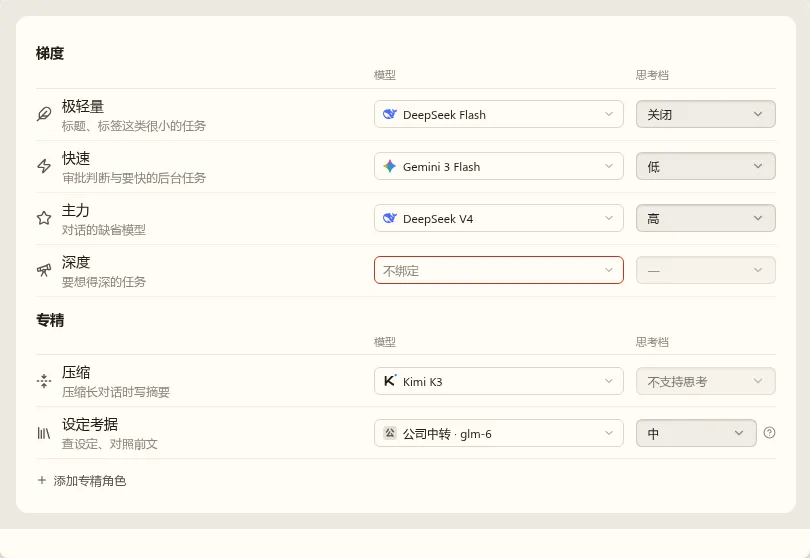 梯度
模型 思考档
极轻量
标题、标签这类很小的任务
DeepSeek Flash 关闭
快速
审批判断与要快的后台任务
Gemini 3 Flash 低
主力
对话的缺省模型
DeepSeek V4 高
深度
要想得深的任务
不绑定 —
专精
模型 思考档
压缩
压缩长对话时写摘要
Kimi K3 不支持思考
设定考据
查设定、对照前文
公 公司中转 · glm-6 中
+ 添加专精角色